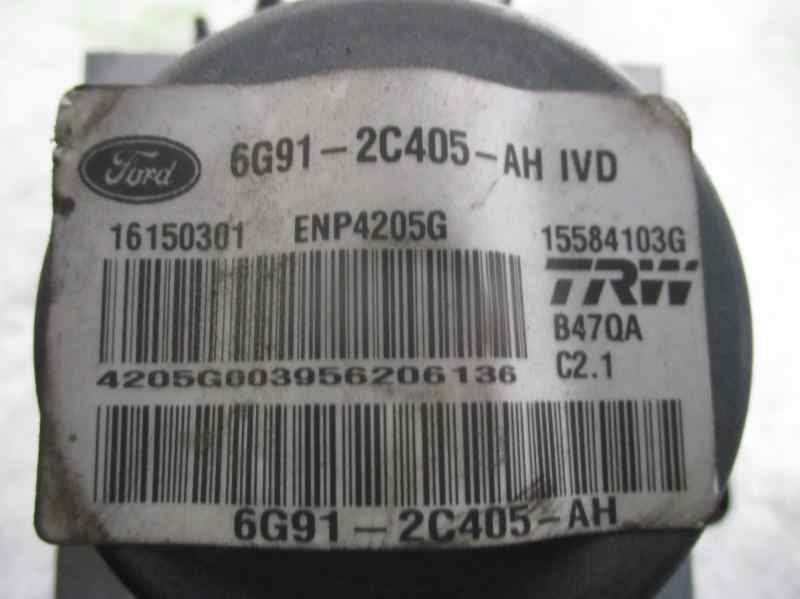 Ford 6G91-2C405-AH IVD
16150301 ENP4205G 15584103G
TRW
B47QA
4205G003956206136 C2.1
6G91-2C405-AH